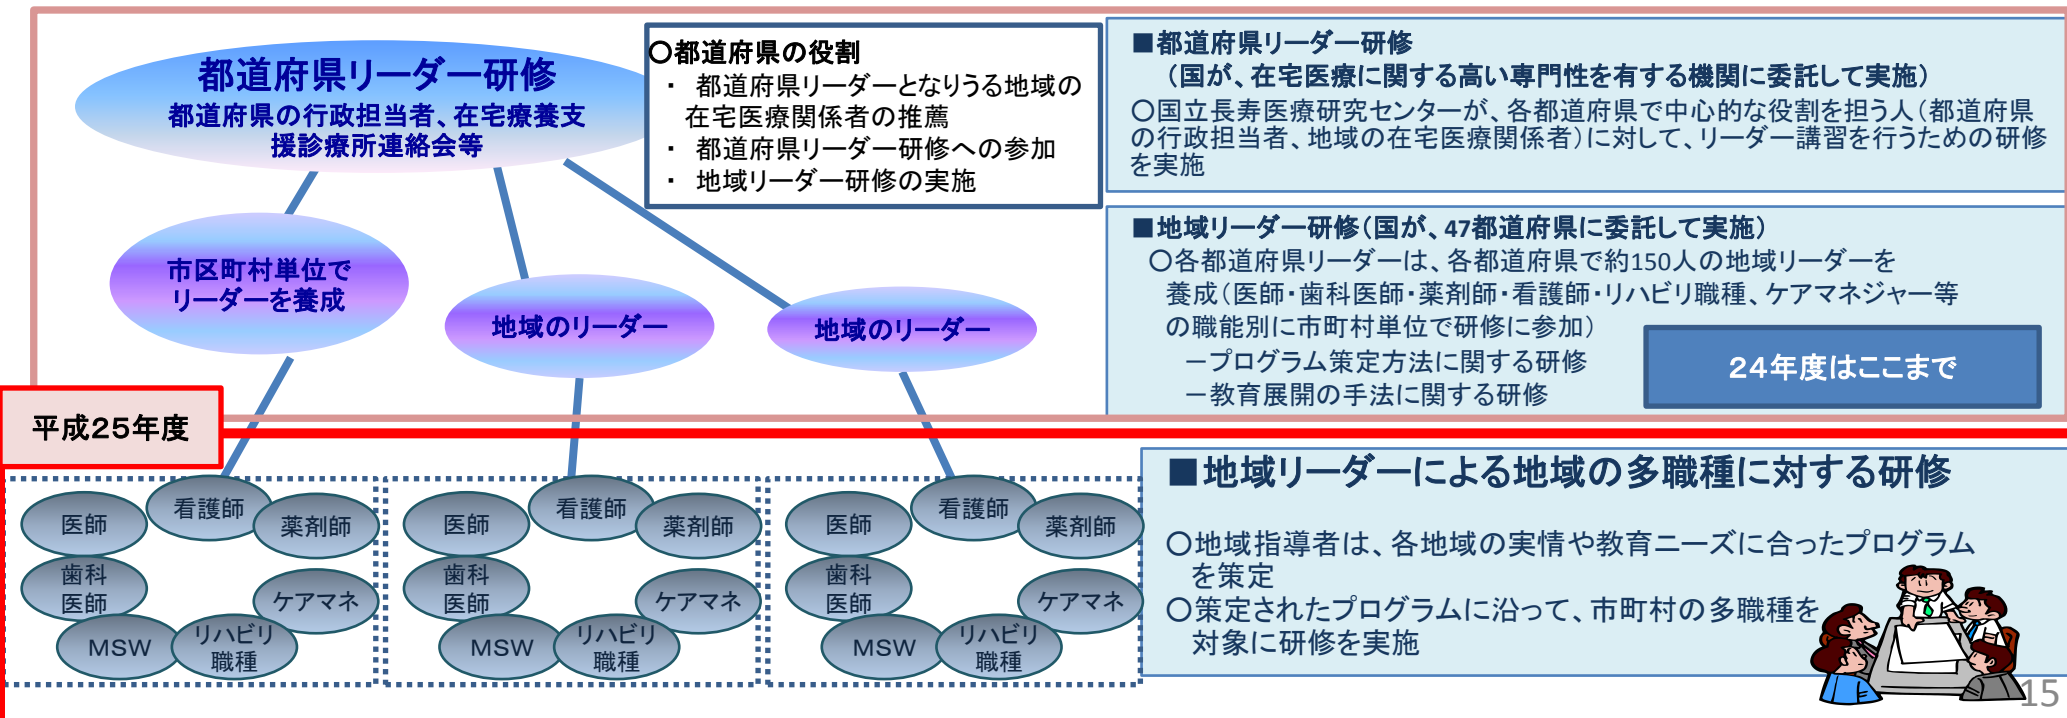 都道府県リーダー研修
都道府県の行政担当者、在宅療養支
援診療所連絡会等
〇都道府県の役割
・ 都道府県リーダーとなりうる地域の
在宅医療関係者の推薦
・ 都道府県リーダー研修への参加
・ 地域リーダー研修の実施
■都道府県リーダー研修
（国が、在宅医療に関する高い専門性を有する機関に委託して実施）
〇国立長寿医療研究センターが、各都道府県で中心的な役割を担う人（都道府県
の行政担当者、地域の在宅医療関係者）に対して、リーダー講習を行うための研修
を実施
市区町村単位で
リーダーを養成
地域のリーダー
地域のリーダー
■地域リーダー研修（国が、47都道府県に委託して実施）
〇各都道府県リーダーは、各都道府県で約150人の地域リーダーを
養成（医師・歯科医師・薬剤師・看護師・リハビリ職種、ケアマネジャー等
の職能別に市町村単位で研修に参加）
－プログラム策定方法に関する研修
－教育展開の手法に関する研修
２４年度はここまで
平成２５年度
医師
看護師
薬剤師
歯科
医師
ケアマネ
MSW
リハビリ
職種
医師
看護師
薬剤師
歯科
医師
ケアマネ
MSW
リハビリ
職種
医師
看護師
薬剤師
歯科
医師
ケアマネ
MSW
リハビリ
職種
■地域リーダーによる地域の多職種に対する研修
〇地域指導者は、各地域の実情や教育ニーズに合ったプログラム
を策定
〇策定されたプログラムに沿って、市町村の多職種を
対象に研修を実施
15